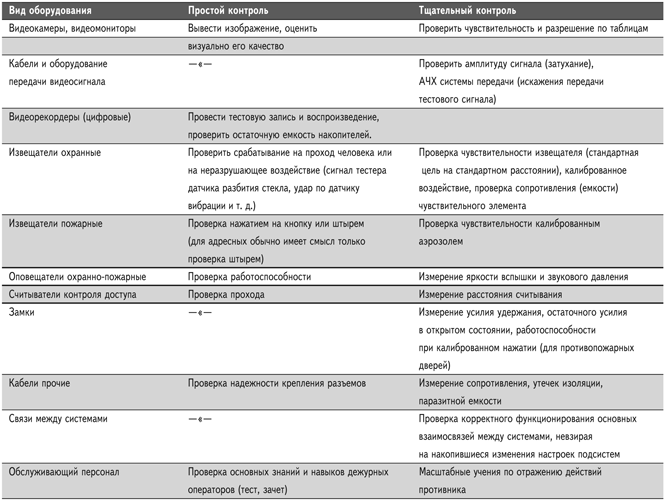 Вид оборудования Простой контроль Тщательный контроль
Видеокамеры, видеомониторы Вывести изображение, оценить Проверить чувствительность и разрешение по таблицам
визуально его качество
Кабели и оборудование —«— Проверить амплитуду сигнала (затухание),
передачи видеосигнала АЧХ системы передачи (искажения передачи
тестового сигнала)
Видеорекордеры (цифровые) Провести тестовую запись и воспроизведение,
проверить остаточную емкость накопителей.
Извещатели охранные Проверить срабатывание на проход человека или Проверка чувствительности извещателя (стандартная
на неразрушающее воздействие (сигнал тестера цель на стандартном расстоянии), калиброванное
датчика разбития стекла, удар по датчику воздействие, проверка сопротивления (емкости)
вибрации и т. д.) чувствительного элемента
Извещатели пожарные Проверка нажатием на кнопку или штырем Проверка чувствительности калиброванным
(для адресных обычно имеет смысл только аэрозолем
проверка штырем)
Оповещатели охранно-пожарные Проверка работоспособности Измерение яркости вспышки и звукового давления
Считыватели контроля доступа Проверка прохода Измерение расстояния считывания
Замки —«— Измерение усилия удержания, остаточного усилия
в открытом состоянии, работоспособности
при калиброванном нажатии (для противопожарных
дверей)
Кабели прочие Проверка надежности крепления разъемов Измерение сопротивления, утечек изоляции,
паразитной емкости
Связи между системами —«— Проверка корректного функционирования основных
взаимосвязей между системами, невзирая
на накопившиеся изменения настроек подсистем
Обслуживающий персонал Проверка основных знаний и навыков дежурных Масштабные учения по отражению действий
операторов (тест, зачет) противника